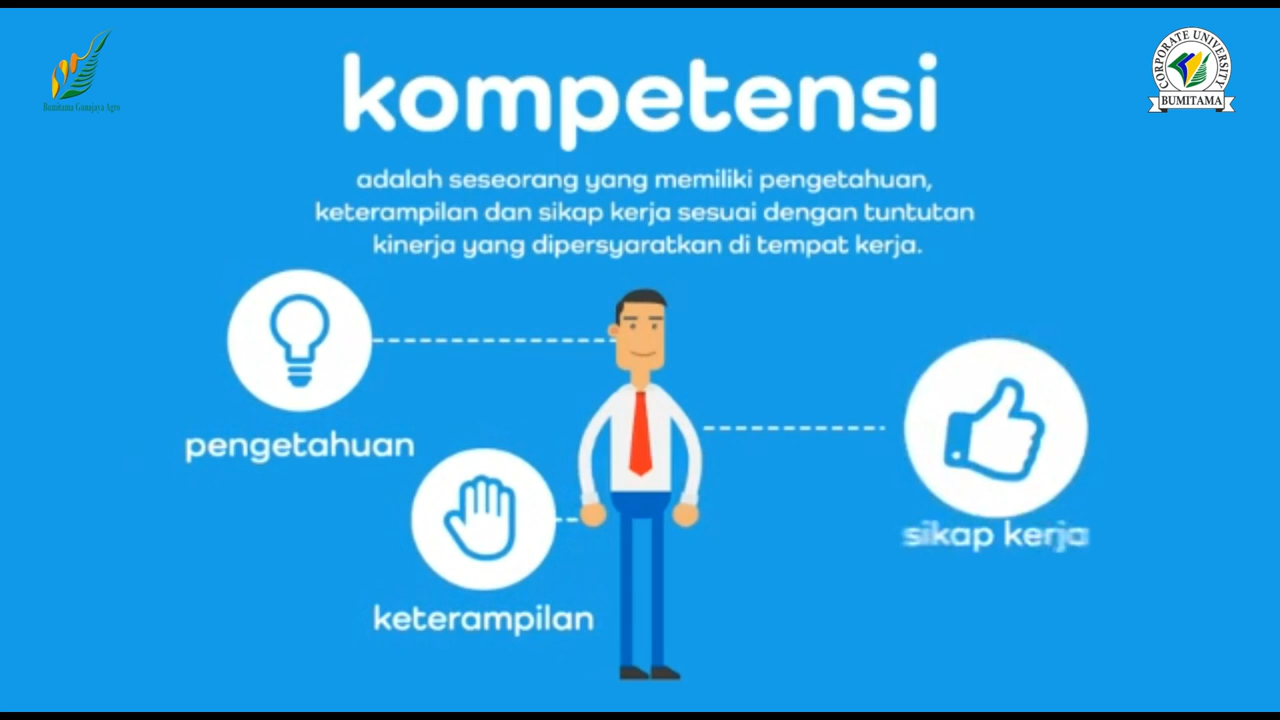 Bumitama Gunajaya Agro
CORPORATE UNIVERSITY
BUMITAMA
kompetensi
adalah seseorang yang memiliki pengetahuan,
keterampilan dan sikap kerja sesuai dengan tuntutan
kinerja yang dipersyaratkan di tempat kerja.
pengetahuan
keterampilan
sikap kerja